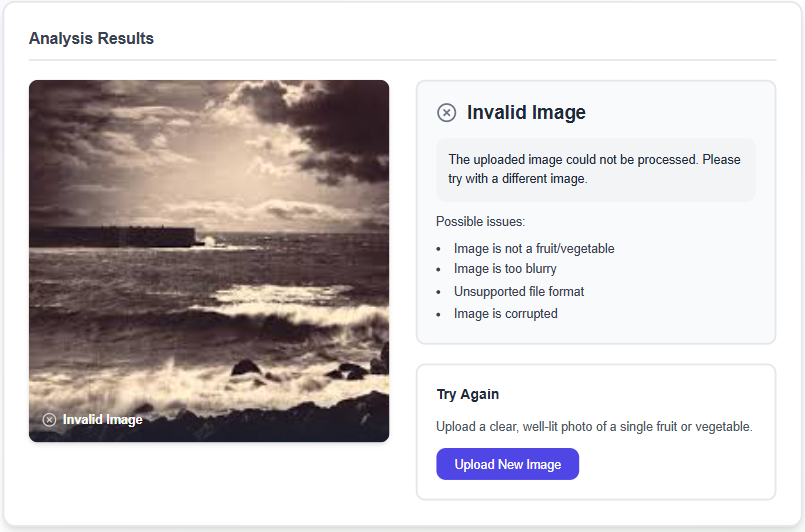 Analysis Results
Invalid Image
Invalid Image
The uploaded image could not be processed. Please
try with a different image.
Possible issues:
• Image is not a fruit/vegetable
• Image is too blurry
• Unsupported file format
• Image is corrupted
Try Again
Upload a clear, well-lit photo of a single fruit or vegetable.
Upload New Image